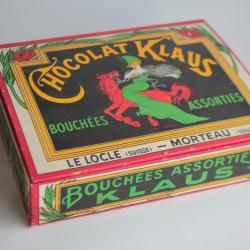 CHOCOLAT KLAUS
BOUCHÉES ASSORTIES
LE LOCLE (SUISSE) — MORTEAU
BOUCHÉES ASSORTIES
KLAUS